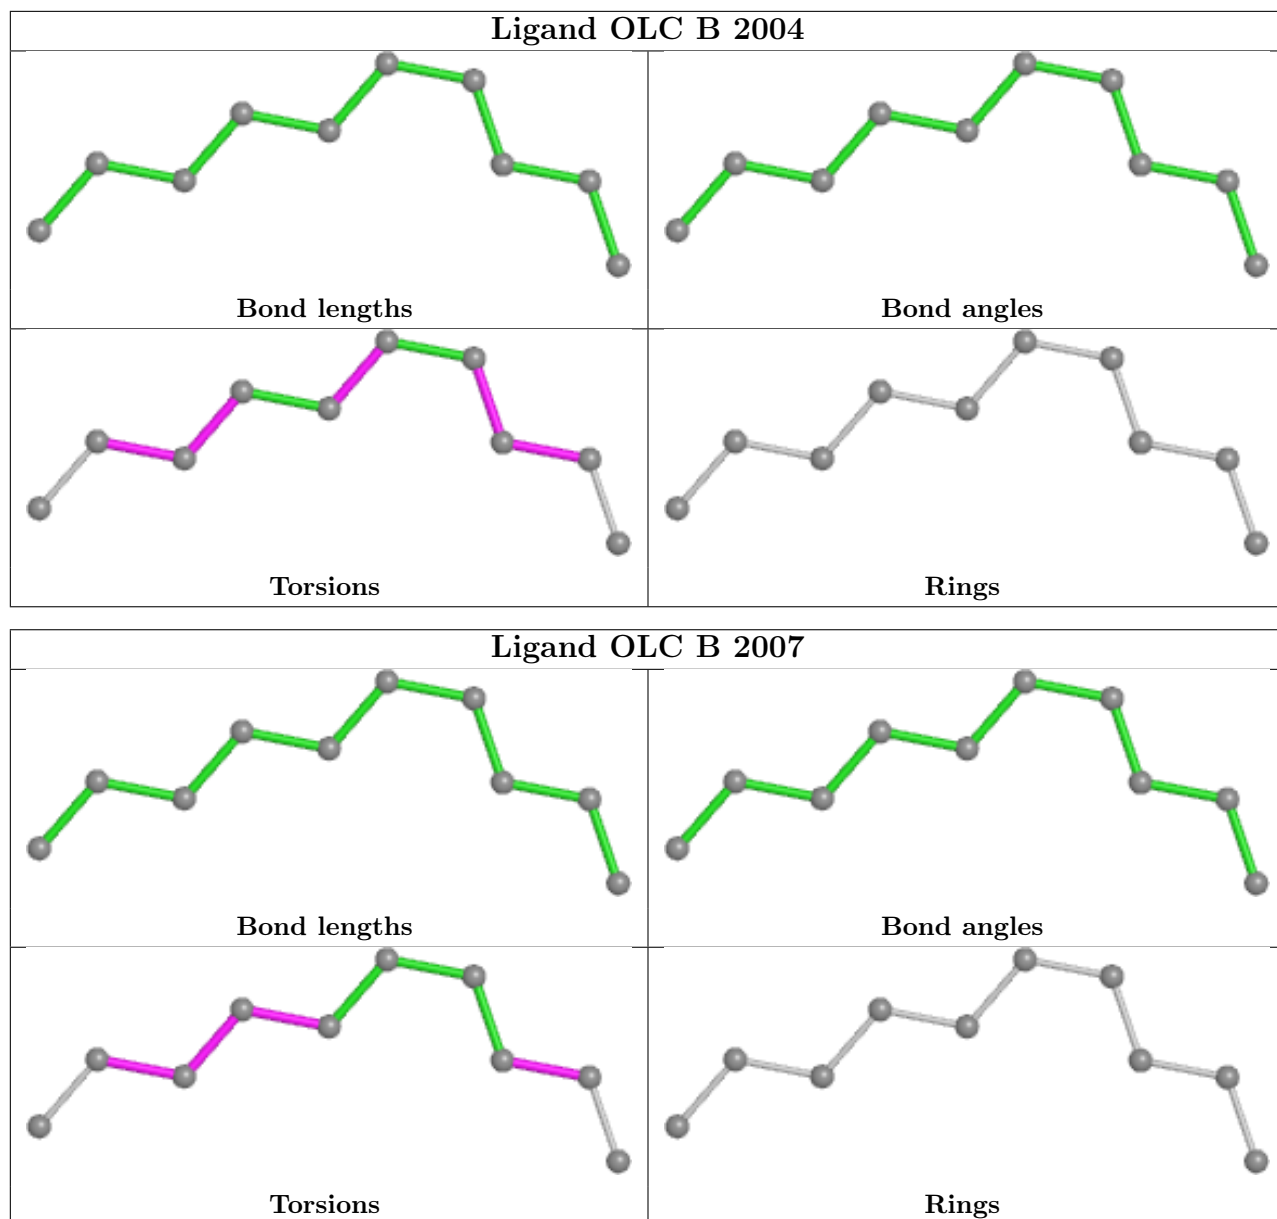 Ligand OLC B 2004
Bond lengths
Bond angles
Torsions
Rings
Ligand OLC B 2007
Bond lengths
Bond angles
Torsions
Rings